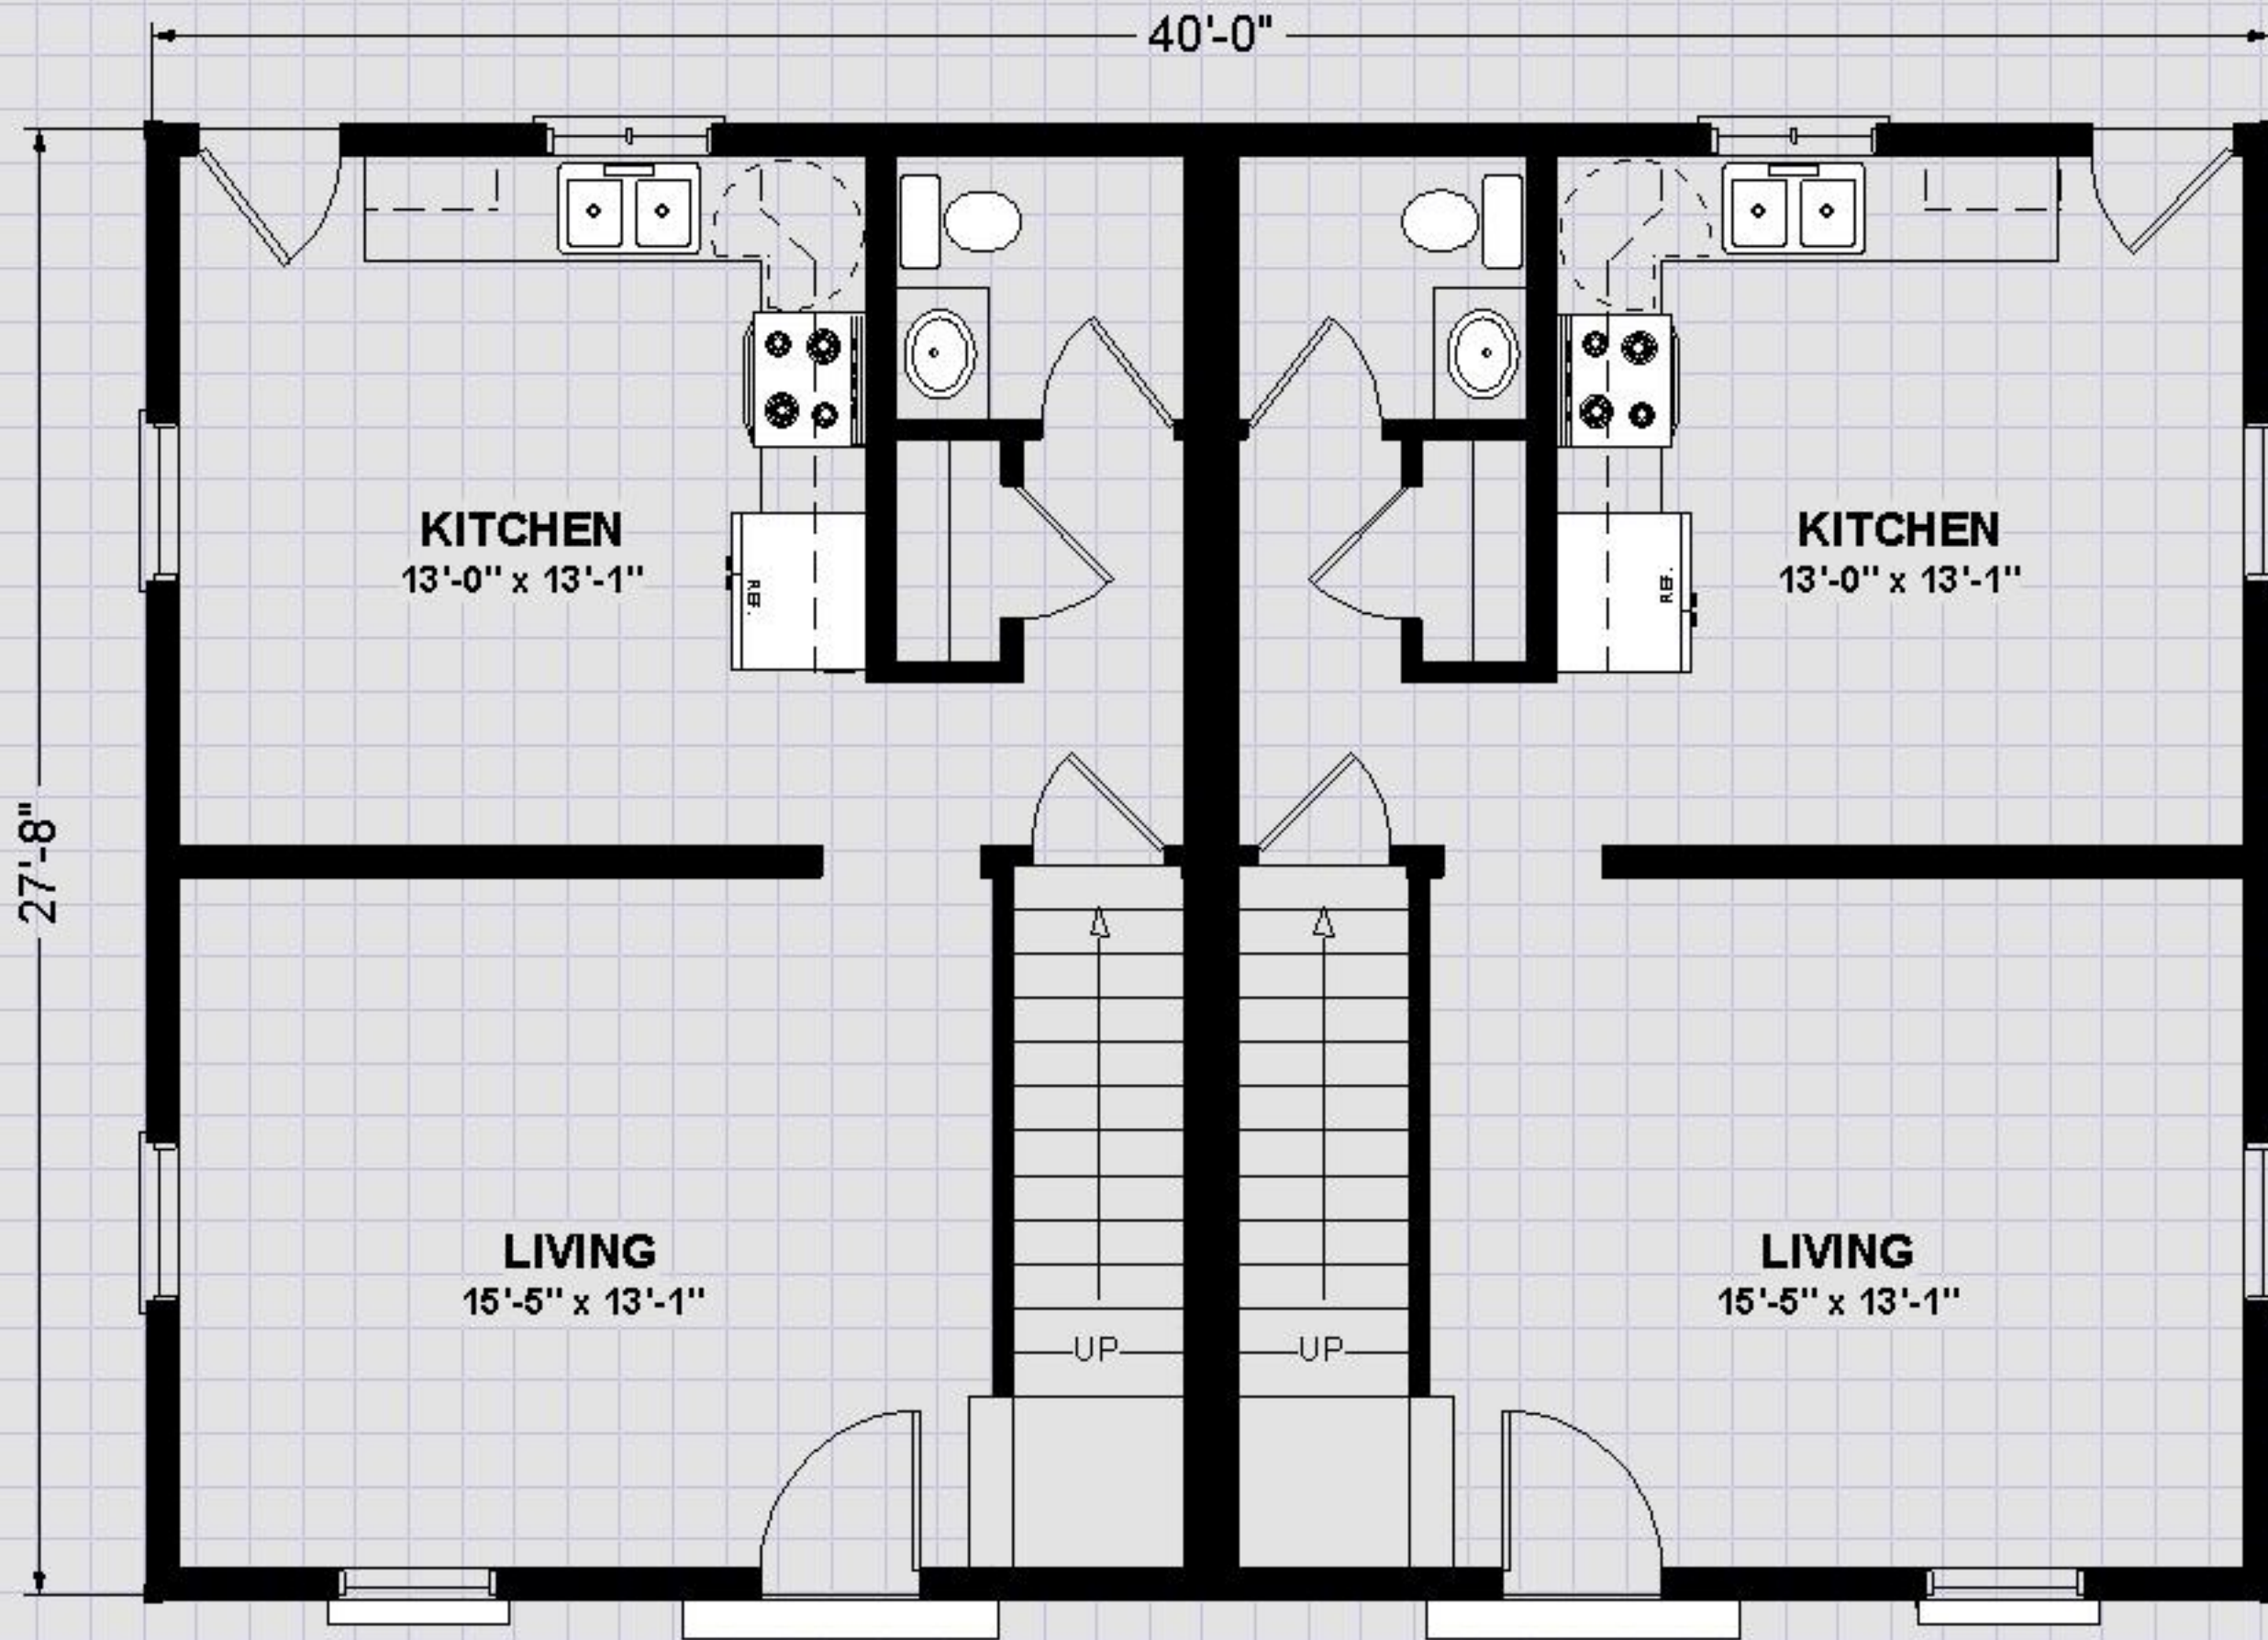 40'-0"
KITCHEN
13'-0" x 13'-1"
REF.
REF.
KITCHEN
13'-0" x 13'-1"
27'-8"
LIVING
15'-5" x 13'-1"
LIVING
15'-5" x 13'-1"
UP
UP